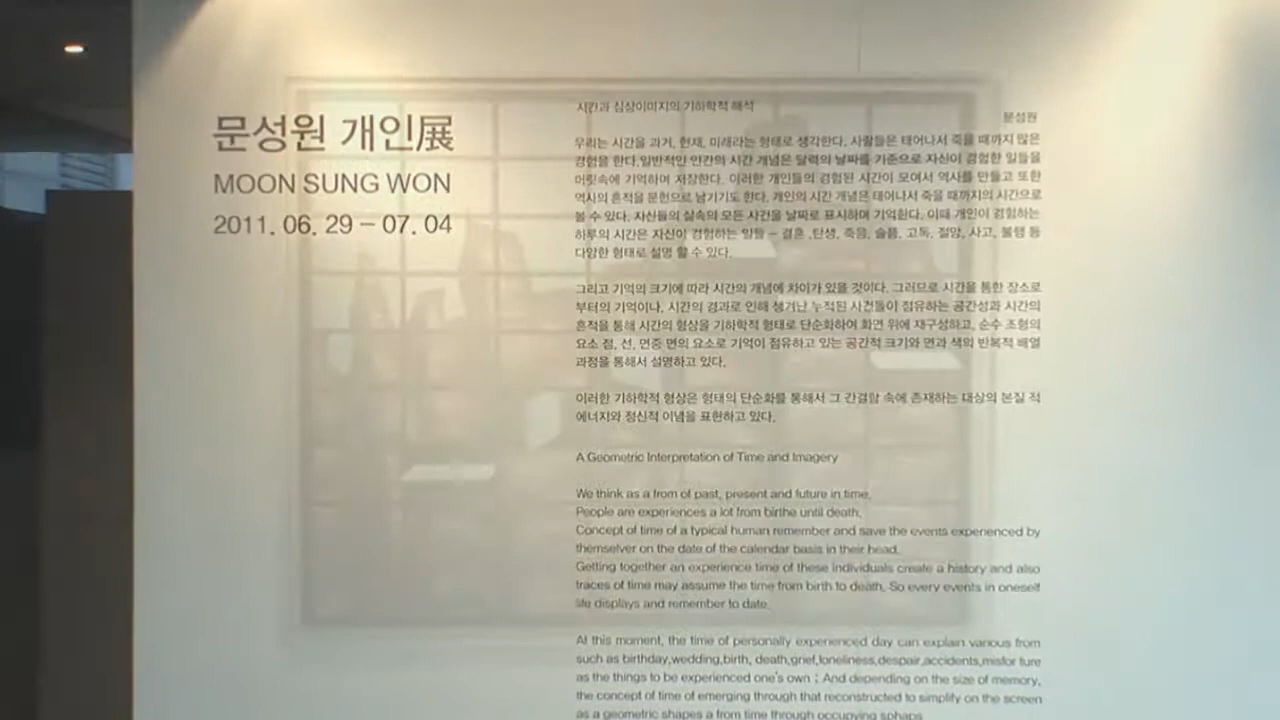 문성원 개인展
MOON SUNG WON
2011. 06. 29 – 07. 04
시간과 심상이미지의 기하학적 해석
문성원
우리는 시간을 과거, 현재, 미래라는 형태로 생각한다. 사람들은 태어나서 죽을 때까지 많은
경험을 한다.일반적인 인간의 시간 개념은 달력의 날짜를 기준으로 자신이 경험한 일들을
머릿속에 기억하며 저장한다. 이러한 개인들의 경험된 시간이 모여서 역사를 만들고 또한
역사의 흔적을 문헌으로 남기기도 한다. 개인의 시간 개념은 태어나서 죽을 때까지의 시간으로
볼 수 있다. 자신들의 삶속의 모든 사건을 날짜로 표시하며 기억한다. 이때 개인이 경험하는
하루의 시간은 자신이 경험하는 일들 – 결혼 ,탄생, 죽음, 슬픔, 고독, 절망, 사고, 불행 등
다양한 형태로 설명 할 수 있다.
그리고 기억의 크기에 따라 시간의 개념에 차이가 있을 것이다. 그러므로 시간을 통한 장소로
부터의 기억이나, 시간의 경과로 인해 생겨난 누적된 사건들이 점유하는 공간성과 시간의
흔적을 통해 시간의 형상을 기하학적 형태로 단순화하여 화면 위에 재구성하고, 순수 조형의
요소 점, 선, 면중 면의 요소로 기억이 점유하고 있는 공간적 크기와 면과 색의 반복적 배열
과정을 통해서 설명하고 있다.
이러한 기하학적 형상은 형태의 단순화를 통해서 그 간결함 속에 존재하는 대상의 본질 적
에너지와 정신적 이념을 표현하고 있다.
A Geometric Interpretation of Time and Imagery
We think as a from of past, present and future in time.
People are experiences a lot from birthe until death.
Concept of time of a typical human remember and save the events experienced by
themselver on the date of the calendar basis in their head.
Getting together an experience time of these individuals create a history and also
traces of time may assume the time from birth to death. So every events in oneself
life displays and remember to date.
At this moment, the time of personally experienced day can explain various from
such as birthday,wedding,birth, death,grief,loneliness,despair,accidents,misfor ture
as the things to be experienced one's own ; And depending on the size of memory,
the concept of time of emerging through that reconstructed to simplify on the screen
as a geometric shapes a from time through occupying